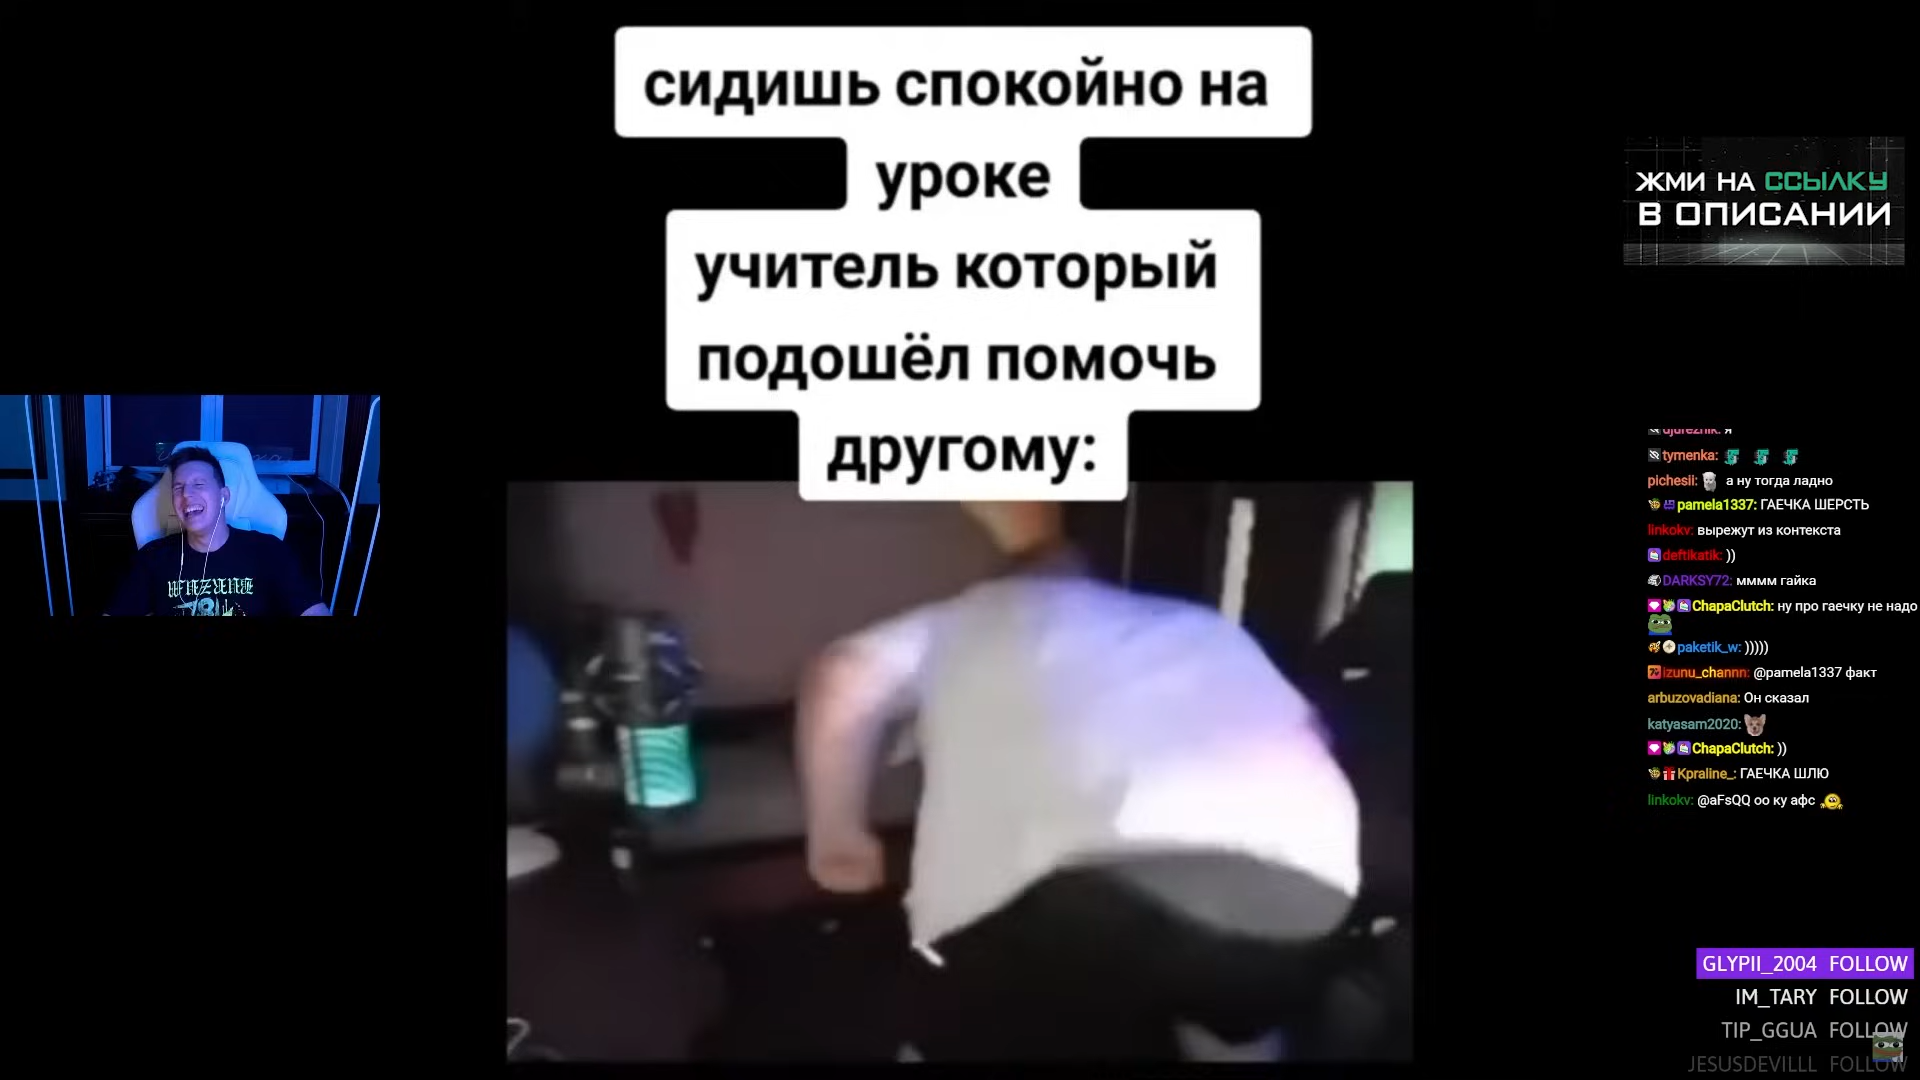 сидишь спокойно на
уроке
учитель который
подошёл помочь
другому:
ЖМИ НА ССЫЛКУ
В ОПИСАНИИ
tymenka:
pichesii: а ну тогда ладно
pamela1337: ГАЕЧКА ШЕРСТЬ
linkokv: вырежут из контекста
deftikatik: ))
DARKSY72: мммм гайка
ChapaClutch: ну про гаечку не надо
paketik_w: )))))
izunu_channn: @pamela1337 факт
arbuzovadiana: Он сказал
katyasam2020:
ChapaClutch: ))
Kpraline_: ГАЕЧКА ШЛЮ
linkokv: @aFsQQ оо ку афс
GLYPII_2004 FOLLOW
IM_TARY FOLLOW
TIP_GGUA FOLLOW
JESUSDEVILLL FOLLOW